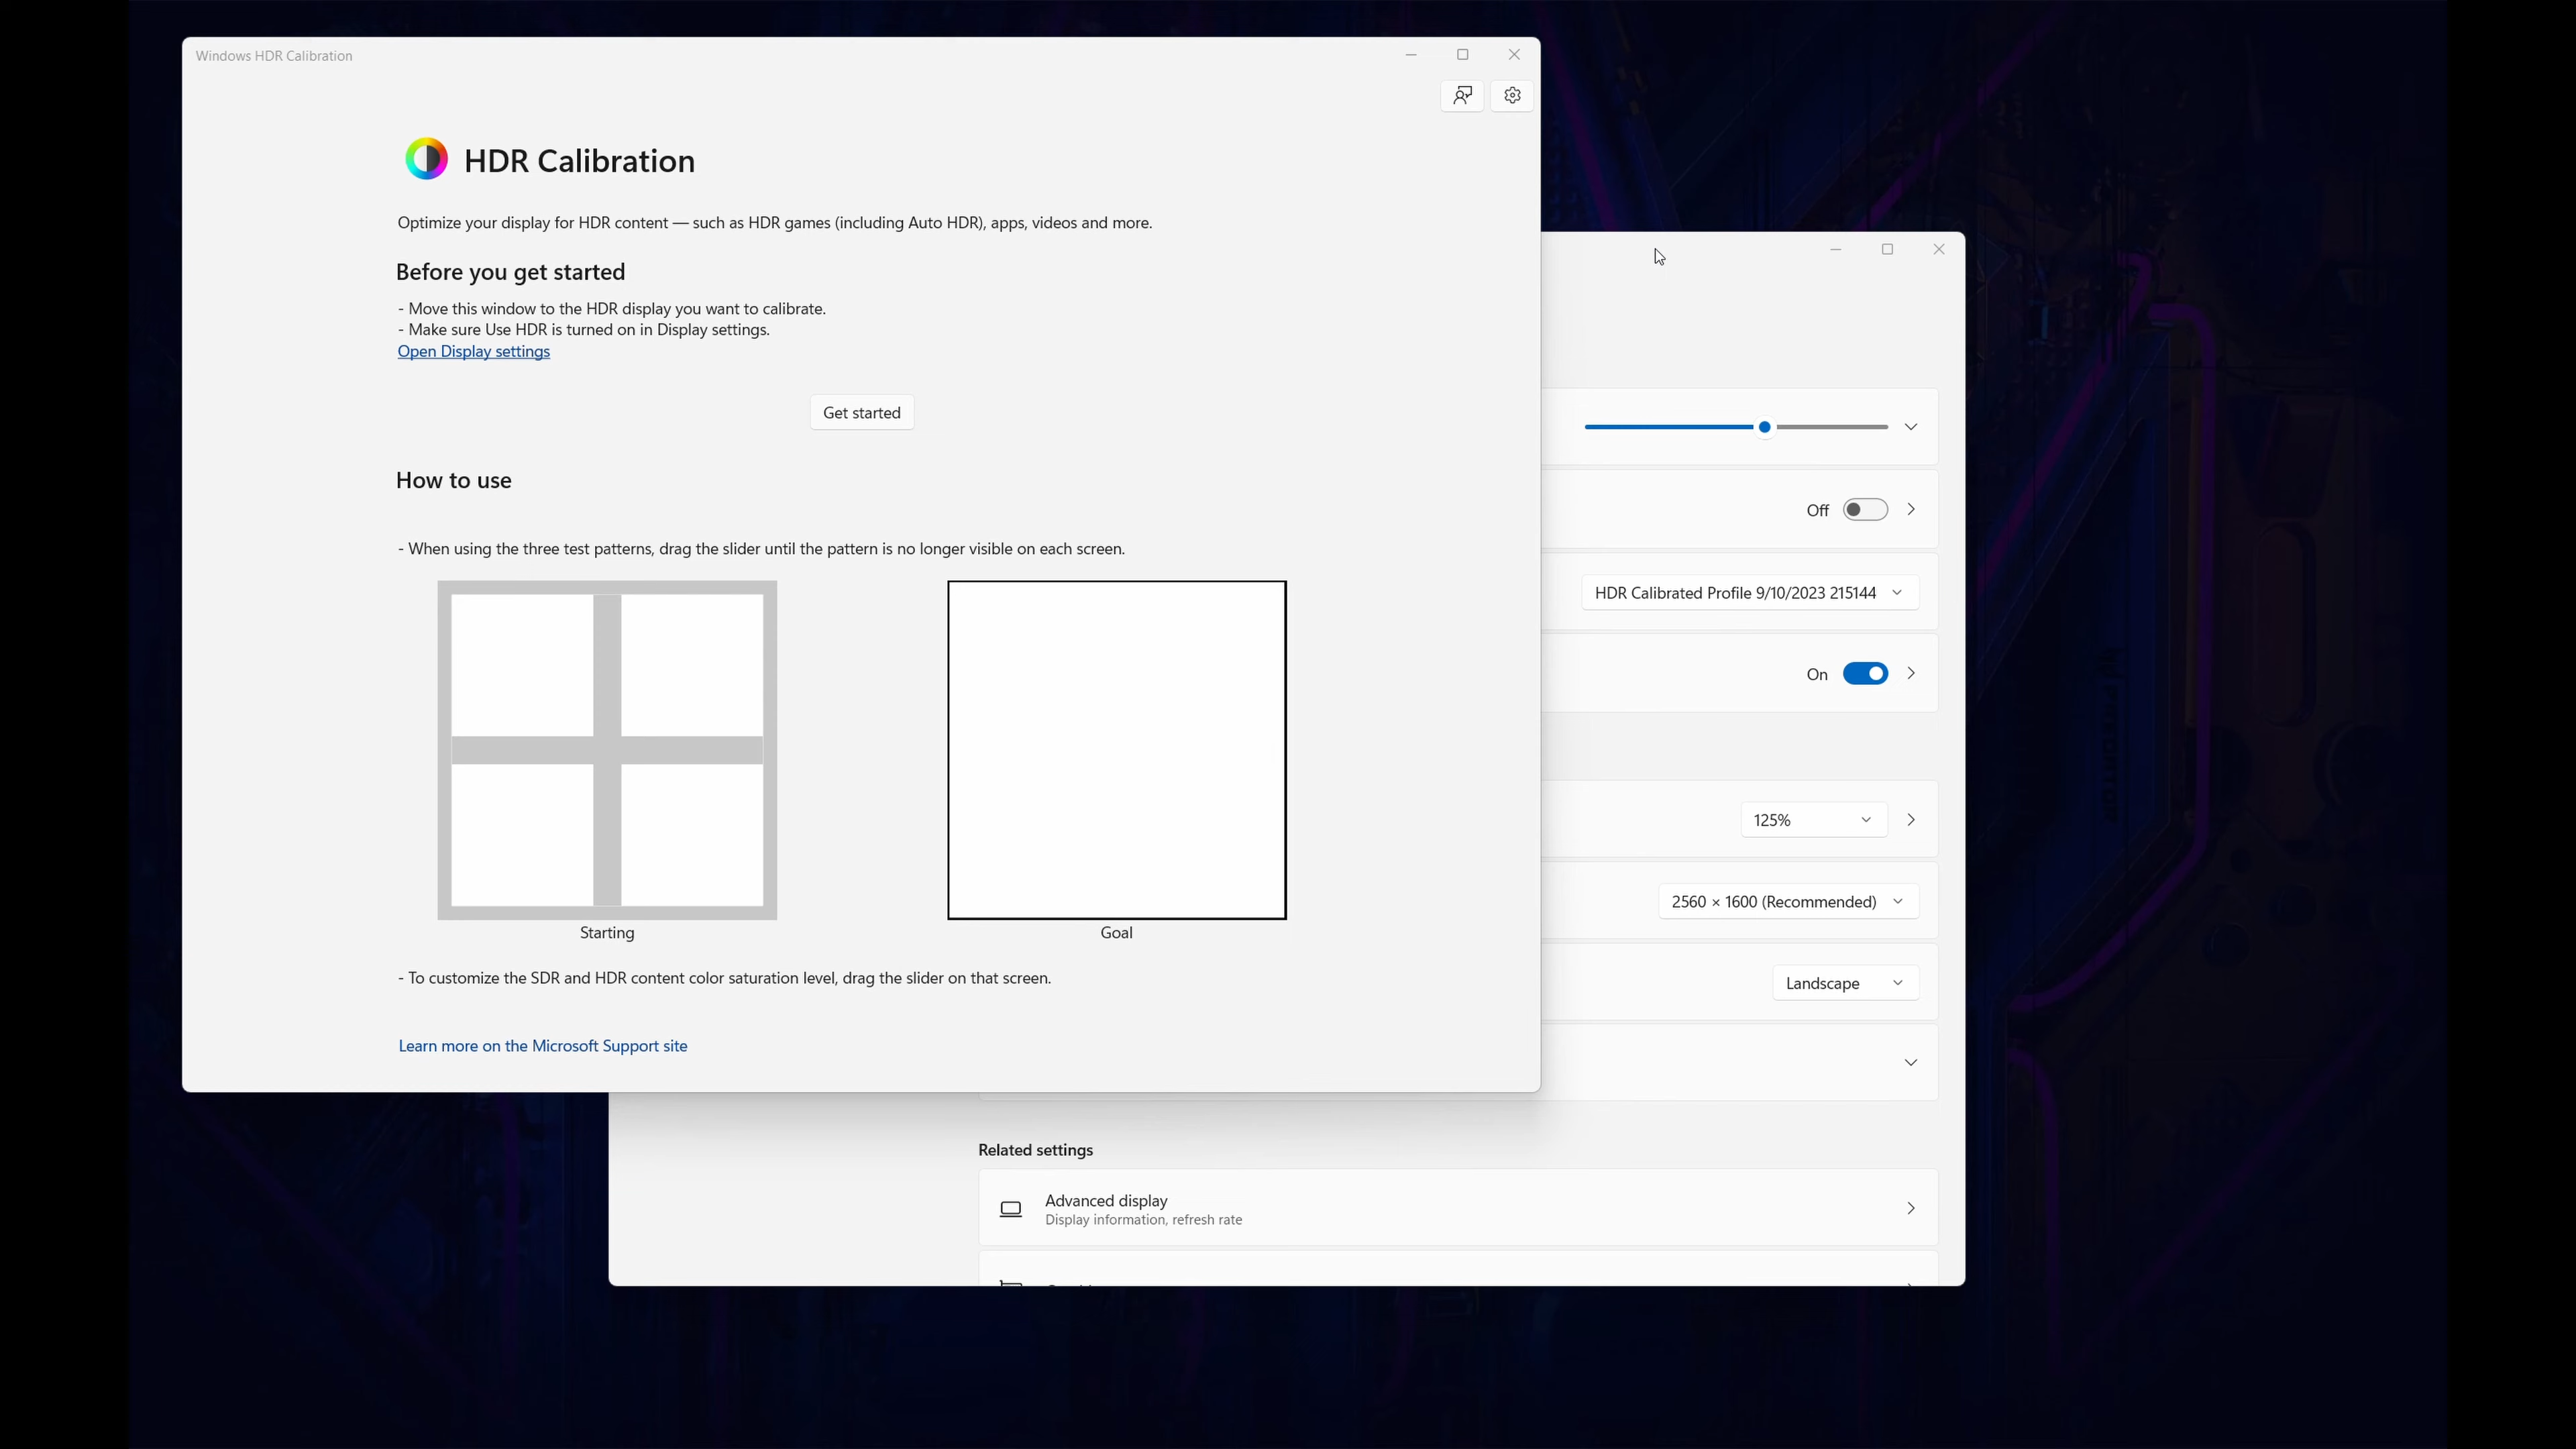 Windows HDR Calibration
HDR Calibration
Optimize your display for HDR content — such as HDR games (including Auto HDR), apps, videos and more.
Before you get started
- Move this window to the HDR display you want to calibrate.
- Make sure Use HDR is turned on in Display settings.
Open Display settings
Get started
How to use
- When using the three test patterns, drag the slider until the pattern is no longer visible on each screen.
Starting
Goal
- To customize the SDR and HDR content color saturation level, drag the slider on that screen.
Learn more on the Microsoft Support site
Off
HDR Calibrated Profile 9/10/2023 215144
On
125%
2560 × 1600 (Recommended)
Landscape
Related settings
Advanced display
Display information, refresh rate